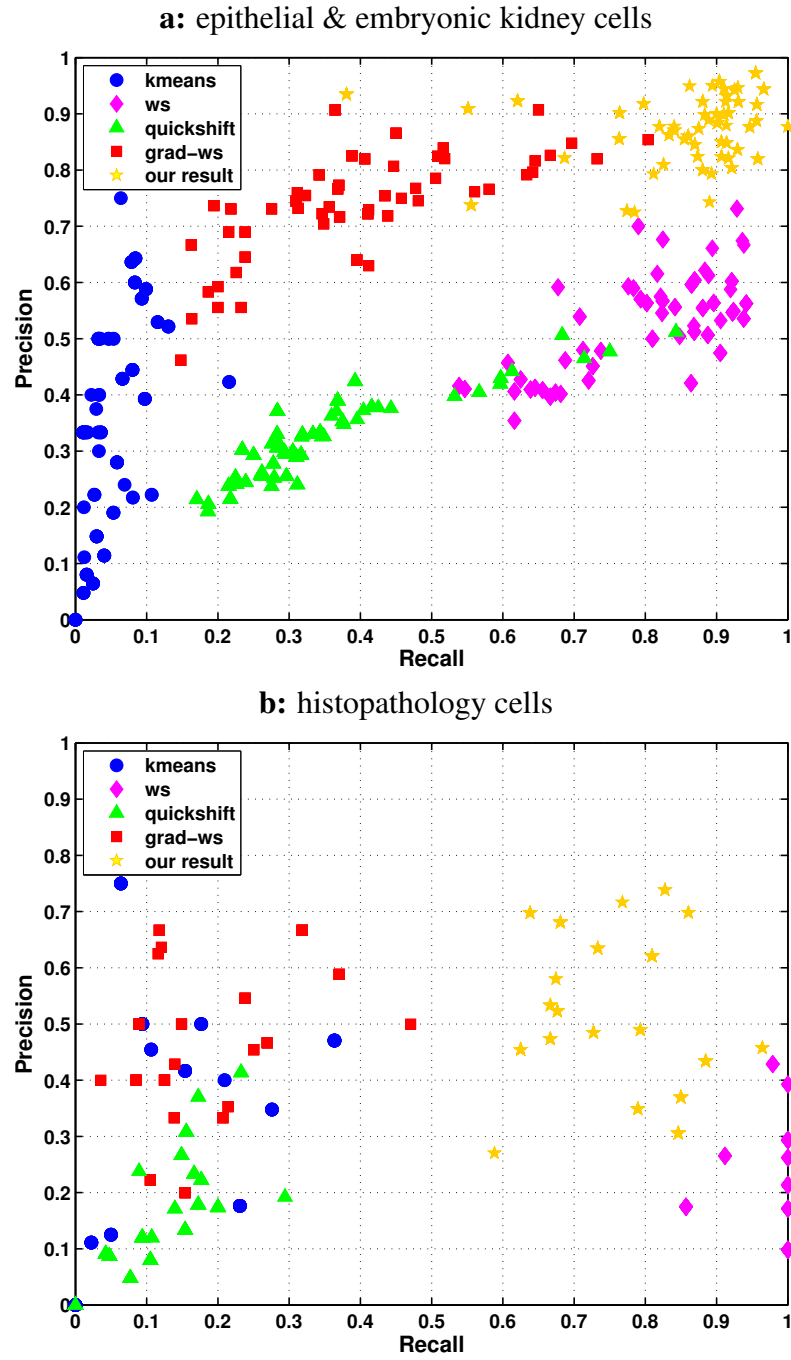 a: epithelial & embryonic kidney cells
1
0.9
0.8
0.7
0.6
0.5
0.4
0.3
0.2
0.1
0
Precision
kmeans
ws
quickshift
grad-ws
our result
0 0.1 0.2 0.3 0.4 0.5 0.6 0.7 0.8 0.9 1
Recall
b: histopathology cells
1
0.9
0.8
0.7
0.6
0.5
0.4
0.3
0.2
0.1
0
Precision
kmeans
ws
quickshift
grad-ws
our result
0 0.1 0.2 0.3 0.4 0.5 0.6 0.7 0.8 0.9 1
Recall